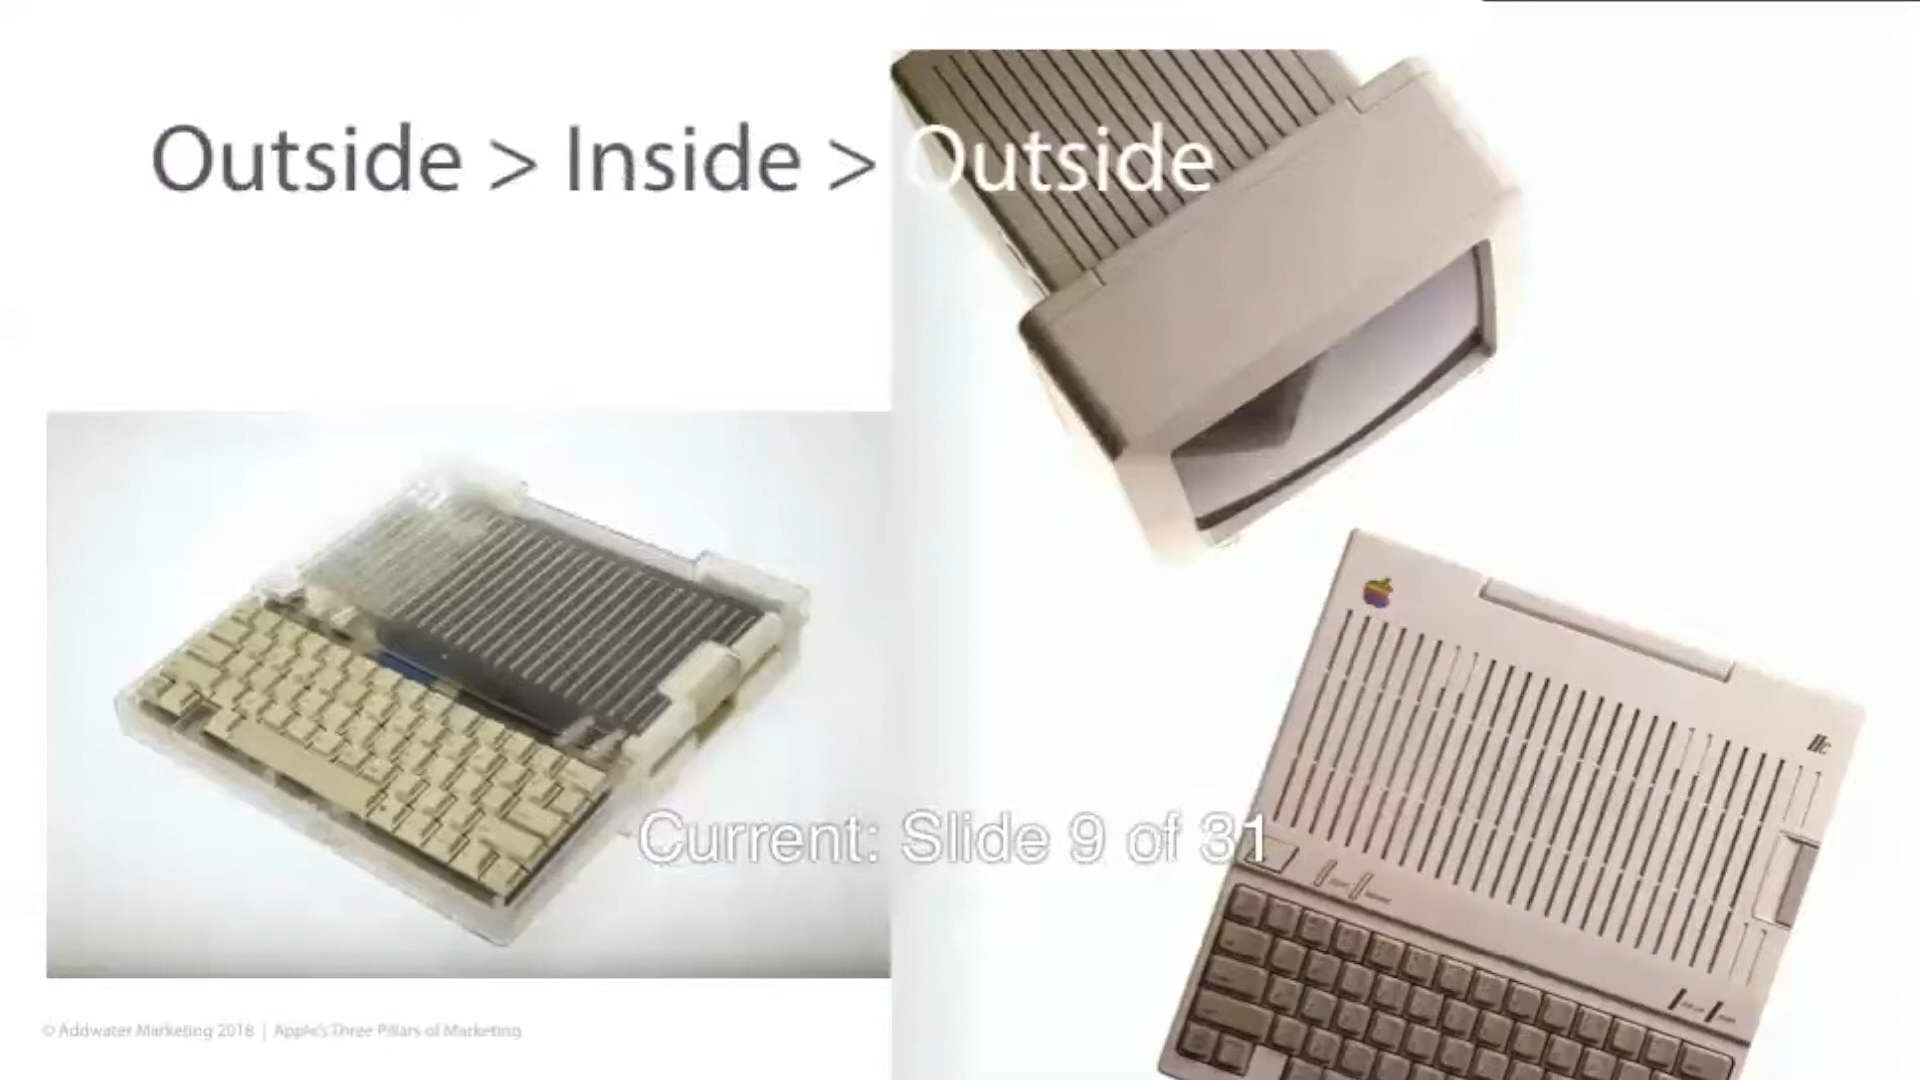 Outside > Inside > Outside
IIc
Current: Slide 9 of 31
© Addwater Marketing 2018 | Apple's Three Pillars of Marketing